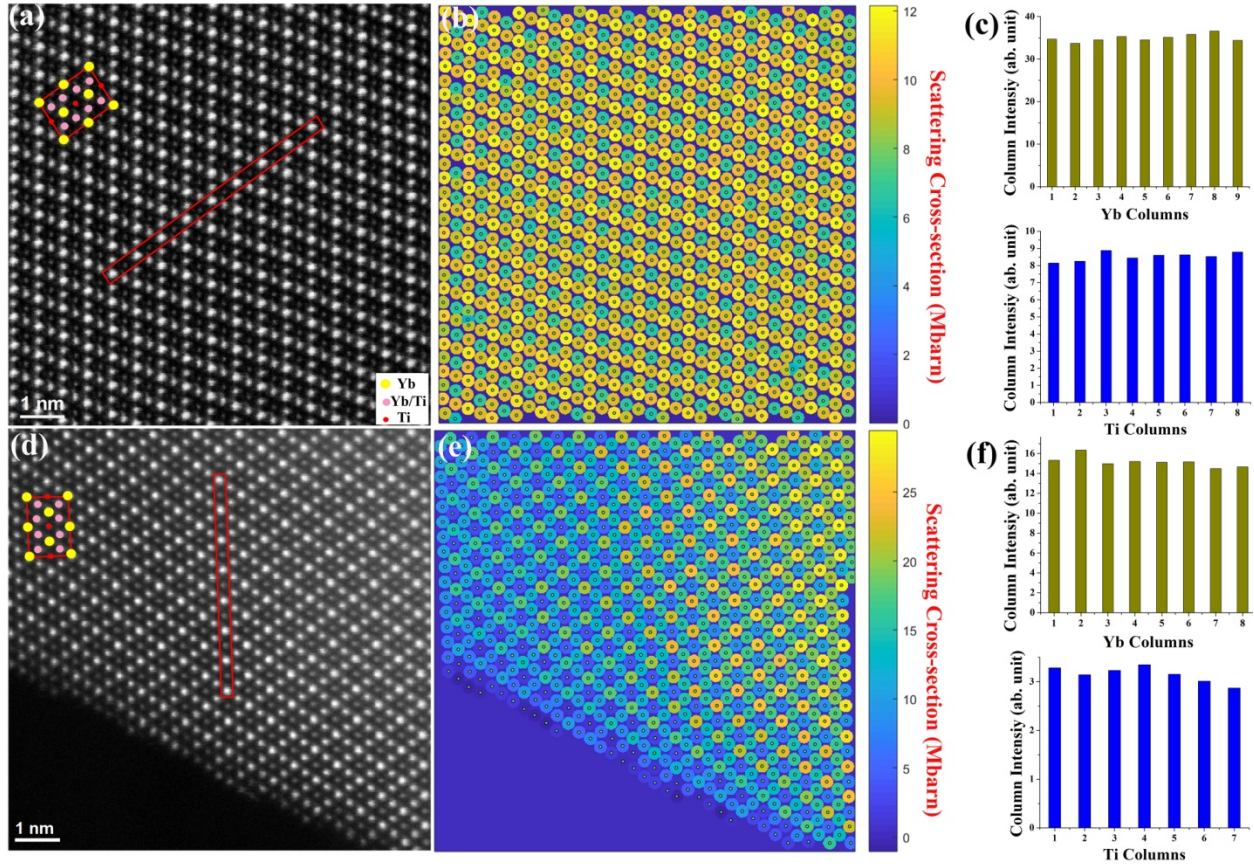 (a)
Yb
Yb/Ti
Ti
1 nm
(b)
12
10
8
6
4
2
0
Scattering Cross-section (Mbarn)
(c)
Column Intensiy (ab. unit)
40
30
20
10
0
1 2 3 4 5 6 7 8 9
Yb Columns
Column Intensiy (ab. unit)
10
9
8
7
6
5
4
3
2
1
0
1 2 3 4 5 6 7 8
Ti Columns
(d)
1 nm
(e)
25
20
15
10
5
0
Scattering Cross-section (Mbarn)
(f)
Column Intensiy (ab. unit)
16
14
12
10
8
6
4
2
0
1 2 3 4 5 6 7 8
Yb Columns
Column Intensiy (ab. unit)
3
2
1
0
1 2 3 4 5 6 7
Ti Columns